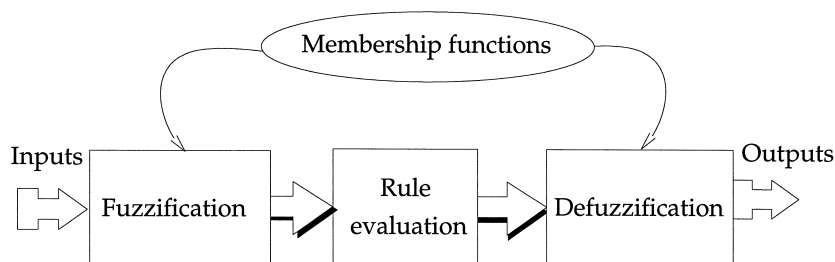 Membership functions
Inputs
Fuzzification
Rule
evaluation
Defuzzification
Outputs